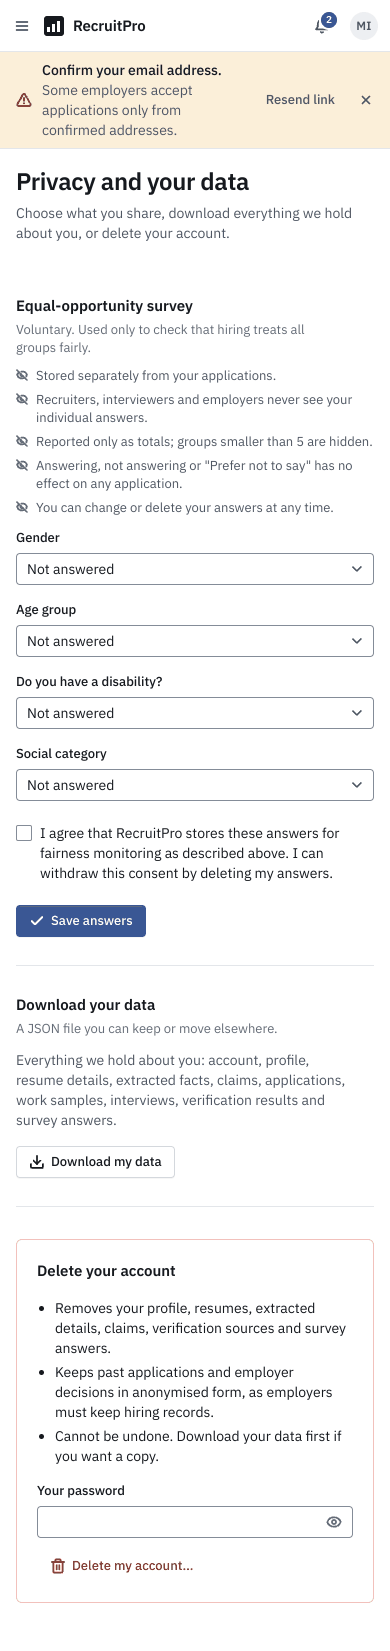 RecruitPro
2
MI
Confirm your email address.
Some employers accept
applications only from
confirmed addresses.
Resend link
Privacy and your data
Choose what you share, download everything we hold
about you, or delete your account.
Equal-opportunity survey
Voluntary. Used only to check that hiring treats all
groups fairly.
Stored separately from your applications.
Recruiters, interviewers and employers never see your
individual answers.
Reported only as totals; groups smaller than 5 are hidden.
Answering, not answering or "Prefer not to say" has no
effect on any application.
You can change or delete your answers at any time.
Gender
Not answered
Age group
Not answered
Do you have a disability?
Not answered
Social category
Not answered
I agree that RecruitPro stores these answers for
fairness monitoring as described above. I can
withdraw this consent by deleting my answers.
Save answers
Download your data
A JSON file you can keep or move elsewhere.
Everything we hold about you: account, profile,
resume details, extracted facts, claims, applications,
work samples, interviews, verification results and
survey answers.
Download my data
Delete your account
• Removes your profile, resumes, extracted
details, claims, verification sources and survey
answers.
• Keeps past applications and employer
decisions in anonymised form, as employers
must keep hiring records.
• Cannot be undone. Download your data first if
you want a copy.
Your password
Delete my account...